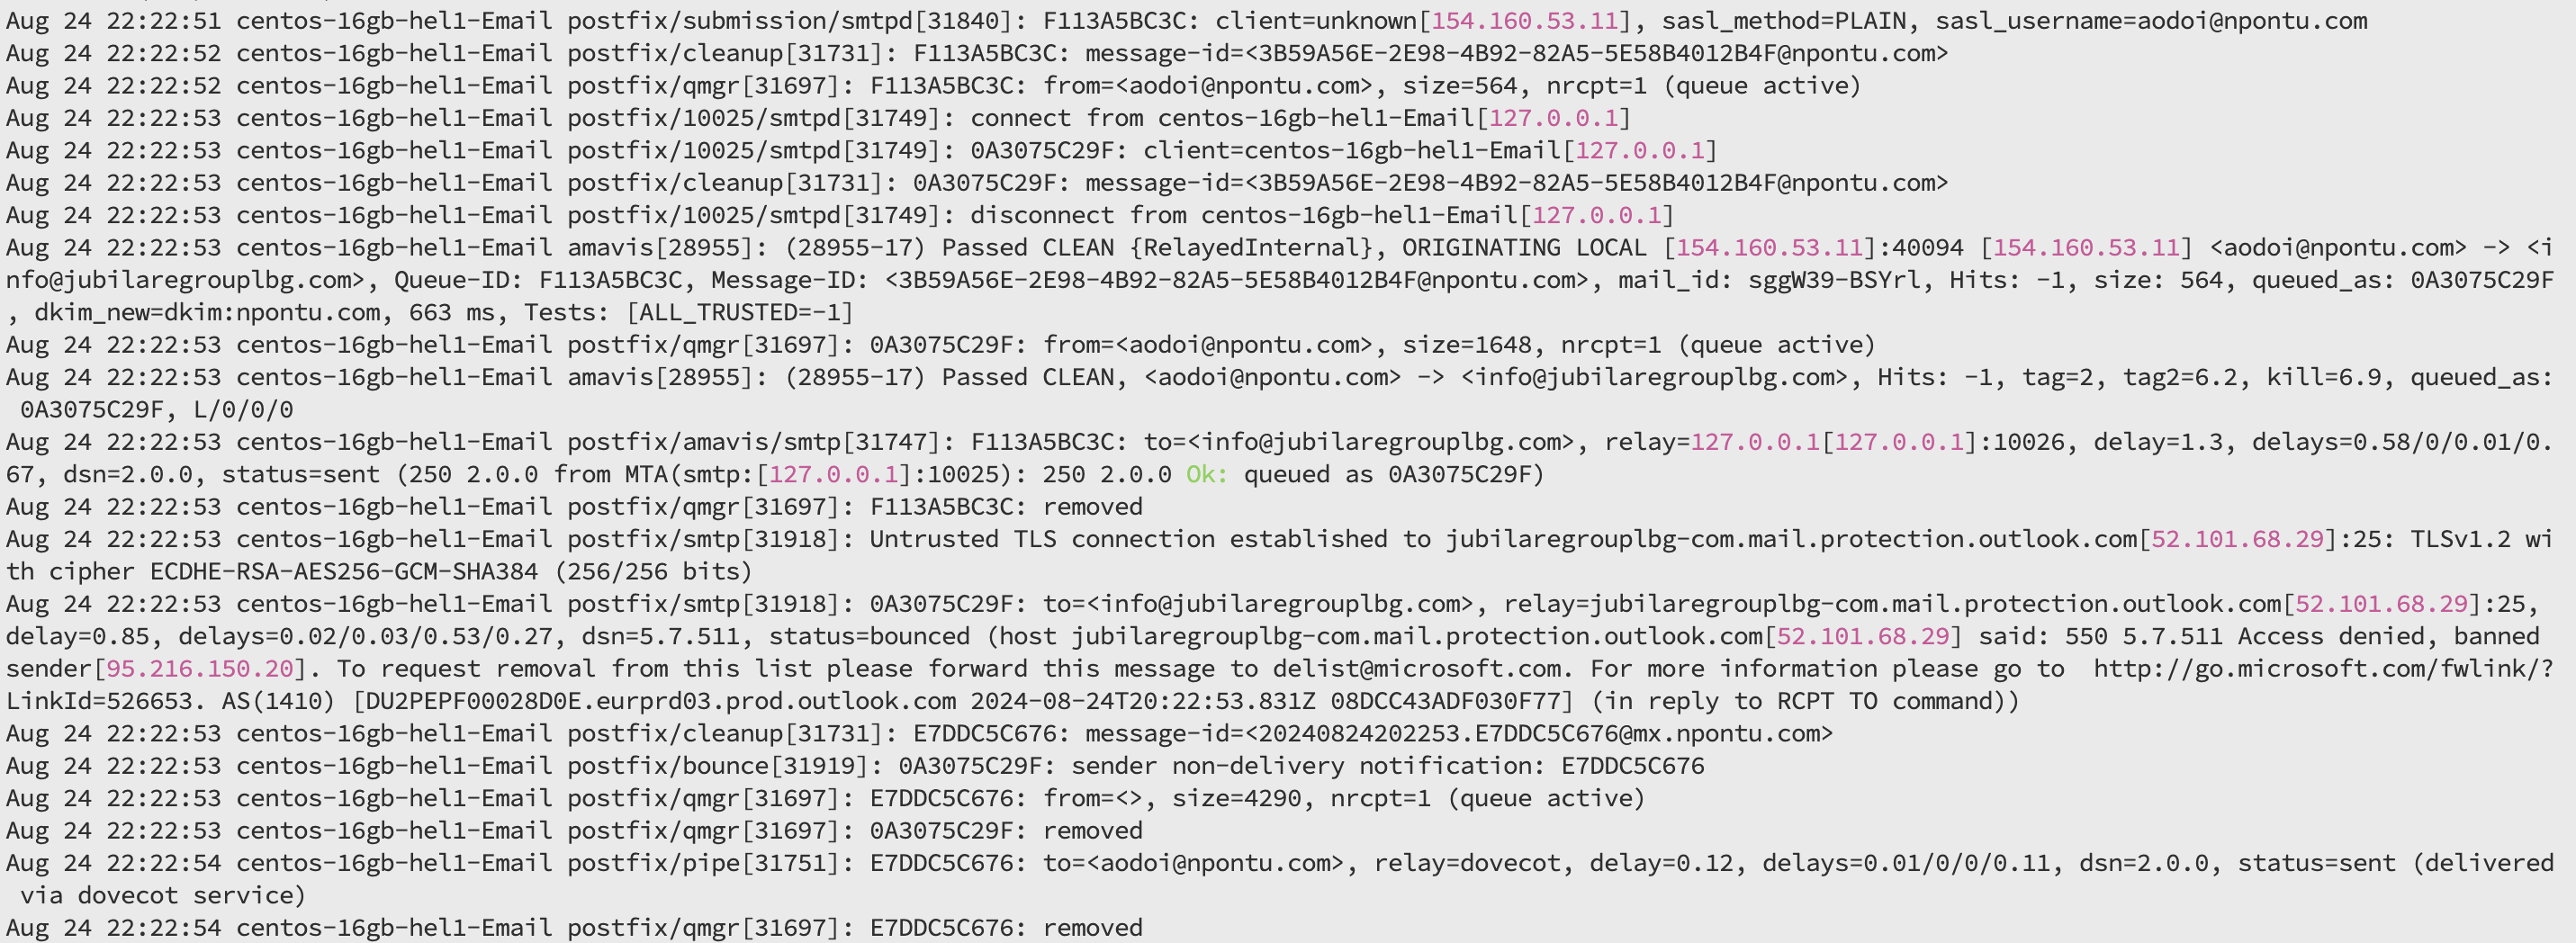 Aug 24 22:22:51 centos-16gb-hel1-Email postfix/submission/smtpd[31840]: F113A5BC3C: client=unknown[154.160.53.11], sasl_method=PLAIN, sasl_username=aodoi@npontu.com
Aug 24 22:22:52 centos-16gb-hel1-Email postfix/cleanup[31731]: F113A5BC3C: message-id=<3B59A56E-2E98-4B92-82A5-5E58B4012B4F@npontu.com>
Aug 24 22:22:52 centos-16gb-hel1-Email postfix/qmgr[31697]: F113A5BC3C: from=<aodoi@npontu.com>, size=564, nrcpt=1 (queue active)
Aug 24 22:22:53 centos-16gb-hel1-Email postfix/10025/smtpd[31749]: connect from centos-16gb-hel1-Email[127.0.0.1]
Aug 24 22:22:53 centos-16gb-hel1-Email postfix/10025/smtpd[31749]: 0A3075C29F: client=centos-16gb-hel1-Email[127.0.0.1]
Aug 24 22:22:53 centos-16gb-hel1-Email postfix/cleanup[31731]: 0A3075C29F: message-id=<3B59A56E-2E98-4B92-82A5-5E58B4012B4F@npontu.com>
Aug 24 22:22:53 centos-16gb-hel1-Email postfix/10025/smtpd[31749]: disconnect from centos-16gb-hel1-Email[127.0.0.1]
Aug 24 22:22:53 centos-16gb-hel1-Email amavis[28955]: (28955-17) Passed CLEAN {RelayedInternal}, ORIGINATING LOCAL [154.160.53.11]:40094 [154.160.53.11] <aodoi@npontu.com> -> <i
nfo@jubilaregrouplbg.com>, Queue-ID: F113A5BC3C, Message-ID: <3B59A56E-2E98-4B92-82A5-5E58B4012B4F@npontu.com>, mail_id: sggW39-BSYrl, Hits: -1, size: 564, queued_as: 0A3075C29F
, dkim_new=dkim:npontu.com, 663 ms, Tests: [ALL_TRUSTED=-1]
Aug 24 22:22:53 centos-16gb-hel1-Email postfix/qmgr[31697]: 0A3075C29F: from=<aodoi@npontu.com>, size=1648, nrcpt=1 (queue active)
Aug 24 22:22:53 centos-16gb-hel1-Email amavis[28955]: (28955-17) Passed CLEAN, <aodoi@npontu.com> -> <info@jubilaregrouplbg.com>, Hits: -1, tag=2, tag2=6.2, kill=6.9, queued_as:
 0A3075C29F, L/0/0/0
Aug 24 22:22:53 centos-16gb-hel1-Email postfix/amavis/smtp[31747]: F113A5BC3C: to=<info@jubilaregrouplbg.com>, relay=127.0.0.1[127.0.0.1]:10026, delay=1.3, delays=0.58/0/0.01/0.
67, dsn=2.0.0, status=sent (250 2.0.0 from MTA(smtp:[127.0.0.1]:10025): 250 2.0.0 Ok: queued as 0A3075C29F)
Aug 24 22:22:53 centos-16gb-hel1-Email postfix/qmgr[31697]: F113A5BC3C: removed
Aug 24 22:22:53 centos-16gb-hel1-Email postfix/smtp[31918]: Untrusted TLS connection established to jubilaregrouplbg-com.mail.protection.outlook.com[52.101.68.29]:25: TLSv1.2 wi
th cipher ECDHE-RSA-AES256-GCM-SHA384 (256/256 bits)
Aug 24 22:22:53 centos-16gb-hel1-Email postfix/smtp[31918]: 0A3075C29F: to=<info@jubilaregrouplbg.com>, relay=jubilaregrouplbg-com.mail.protection.outlook.com[52.101.68.29]:25,
delay=0.85, delays=0.02/0.03/0.53/0.27, dsn=5.7.511, status=bounced (host jubilaregrouplbg-com.mail.protection.outlook.com[52.101.68.29] said: 550 5.7.511 Access denied, banned
sender[95.216.150.20]. To request removal from this list please forward this message to delist@microsoft.com. For more information please go to  http://go.microsoft.com/fwlink/?
LinkId=526653. AS(1410) [DU2PEPF00028D0E.eurprd03.prod.outlook.com 2024-08-24T20:22:53.831Z 08DCC43ADF030F77] (in reply to RCPT TO command))
Aug 24 22:22:53 centos-16gb-hel1-Email postfix/cleanup[31731]: E7DDC5C676: message-id=<20240824202253.E7DDC5C676@mx.npontu.com>
Aug 24 22:22:53 centos-16gb-hel1-Email postfix/bounce[31919]: 0A3075C29F: sender non-delivery notification: E7DDC5C676
Aug 24 22:22:53 centos-16gb-hel1-Email postfix/qmgr[31697]: E7DDC5C676: from=<>, size=4290, nrcpt=1 (queue active)
Aug 24 22:22:53 centos-16gb-hel1-Email postfix/qmgr[31697]: 0A3075C29F: removed
Aug 24 22:22:54 centos-16gb-hel1-Email postfix/pipe[31751]: E7DDC5C676: to=<aodoi@npontu.com>, relay=dovecot, delay=0.12, delays=0.01/0/0/0.11, dsn=2.0.0, status=sent (delivered
 via dovecot service)
Aug 24 22:22:54 centos-16gb-hel1-Email postfix/qmgr[31697]: E7DDC5C676: removed